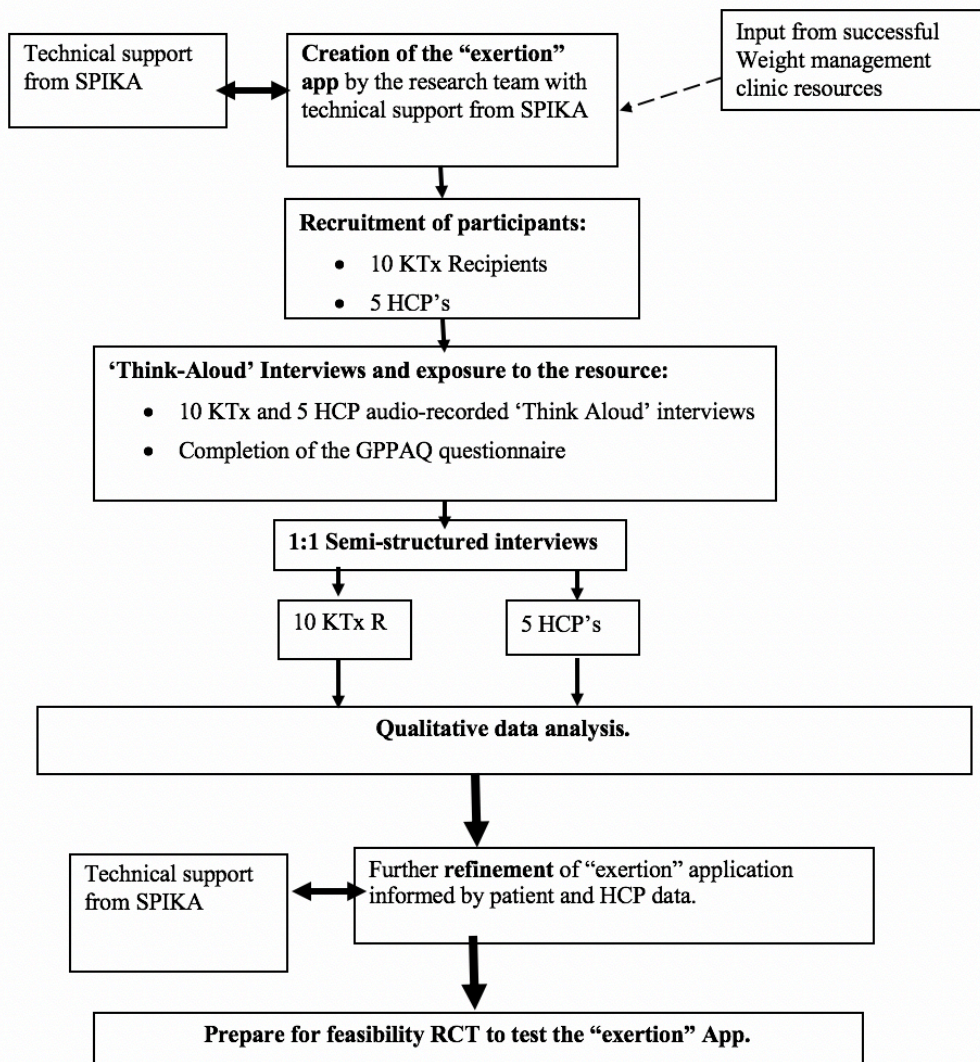 Technical support
from SPIKA
Creation of the “exertion”
app by the research team with
technical support from SPIKA
Input from successful
Weight management
clinic resources
Recruitment of participants:
• 10 KTx Recipients
• 5 HCP’s
‘Think-Aloud’ Interviews and exposure to the resource:
• 10 KTx and 5 HCP audio-recorded ‘Think Aloud’ interviews
• Completion of the GPPAQ questionnaire
1:1 Semi-structured interviews
10 KTx R
5 HCP’s
Qualitative data analysis.
Technical support
from SPIKA
Further refinement of “exertion” application
informed by patient and HCP data.
Prepare for feasibility RCT to test the “exertion” App.